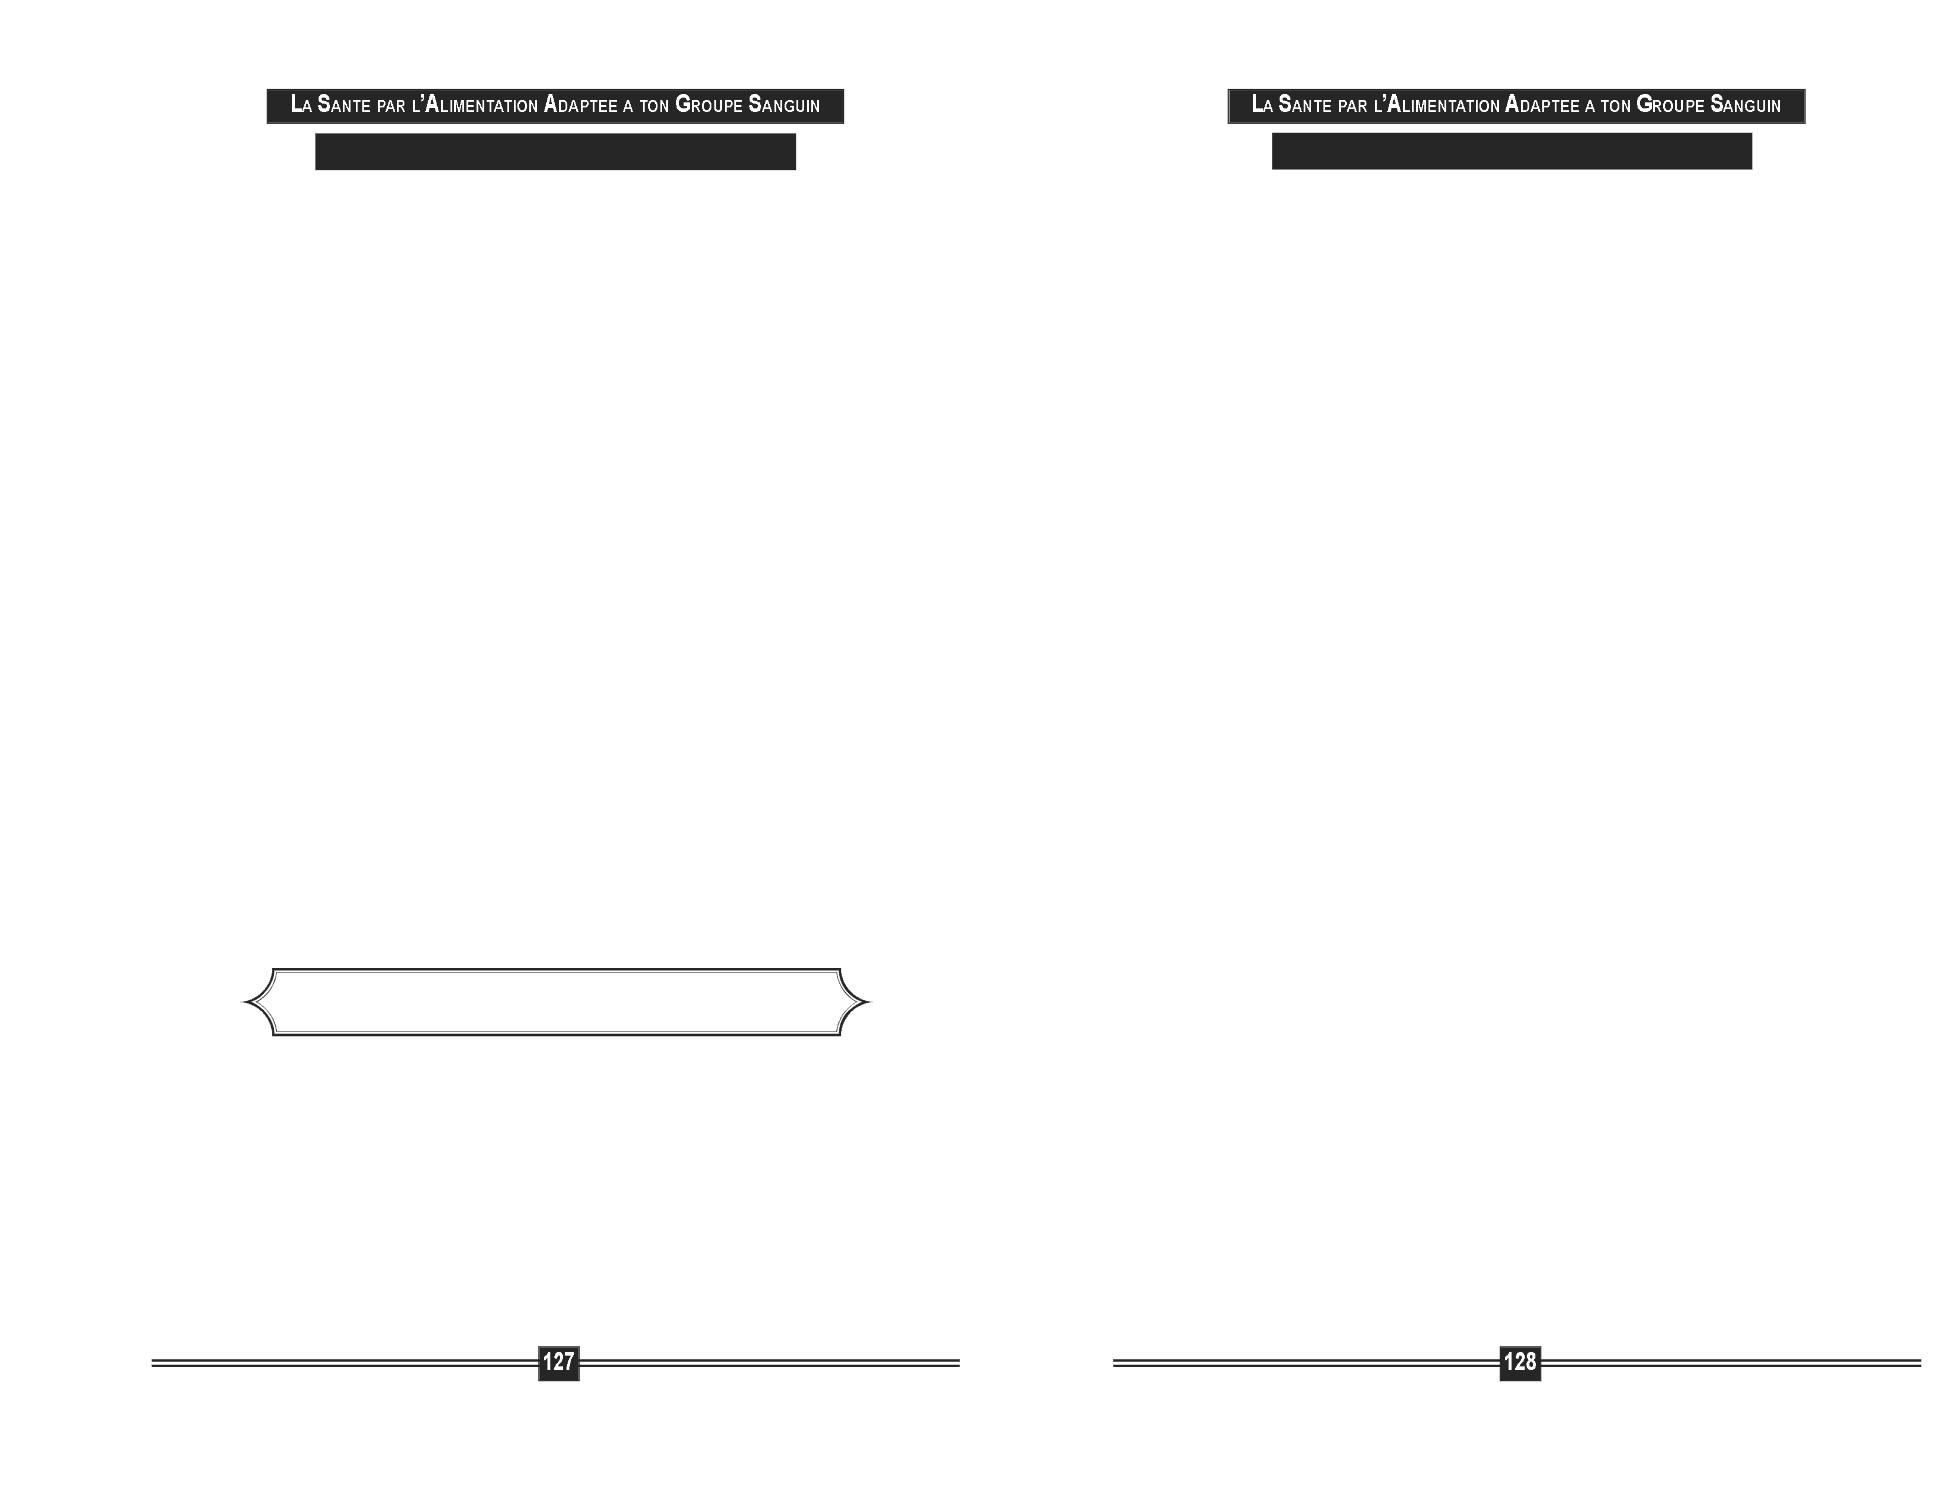 LA SANTE PAR L'ALIMENTATION ADAPTEE A TON GROUPE SANGUIN
127
LA SANTE PAR L'ALIMENTATION ADAPTEE A TON GROUPE SANGUIN
128